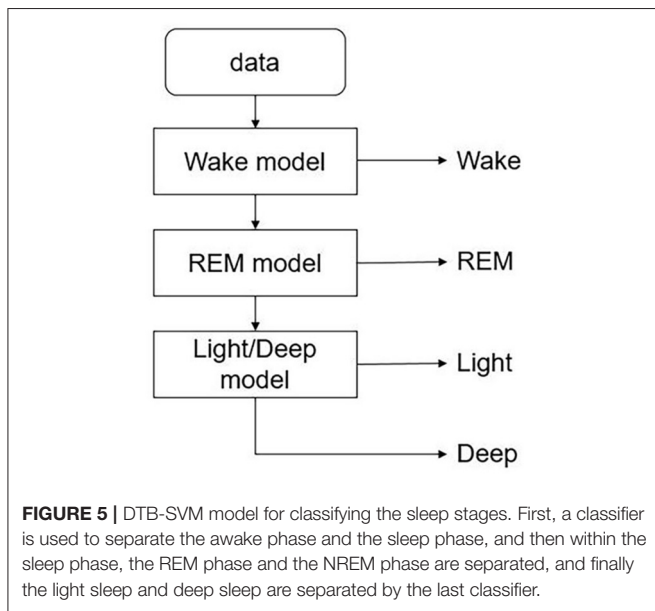 data
Wake model
Wake
REM model
REM
Light/Deep
model
Light
Deep
FIGURE 5 | DTB-SVM model for classifying the sleep stages. First, a classifier
is used to separate the awake phase and the sleep phase, and then within the
sleep phase, the REM phase and the NREM phase are separated, and finally
the light sleep and deep sleep are separated by the last classifier.